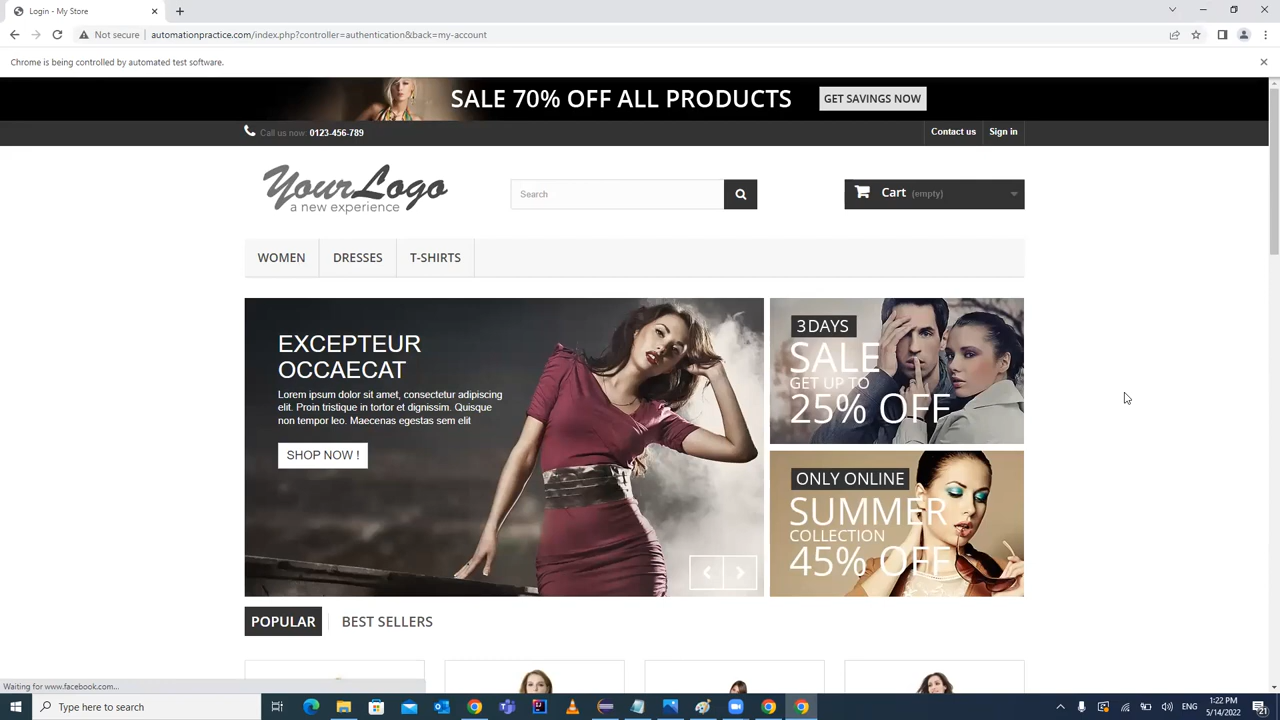 Login - My Store
Not secure
automationpractice.com/index.php?controller=authentication&back=my-account
Chrome is being controlled by automated test software.
SALE 70% OFF ALL PRODUCTS
GET SAVINGS NOW
Call us now: 0123-456-789
Contact us
Sign in
YourLogo
a new experience
Search
Cart (empty)
WOMEN
DRESSES
T-SHIRTS
EXCEPTEUR
OCCAECAT
Lorem ipsum dolor sit amet, consectetur adipiscing
elit. Proin tristique in tortor et dignissim. Quisque
non tempor leo. Maecenas egestas sem elit
SHOP NOW !
3 DAYS
SALE
GET UP TO
25% OFF
ONLY ONLINE
SUMMER
COLLECTION
45% OFF
POPULAR
BEST SELLERS
Waiting for www.facebook.com...
Type here to search
ENG
1:22 PM
5/14/2022
21